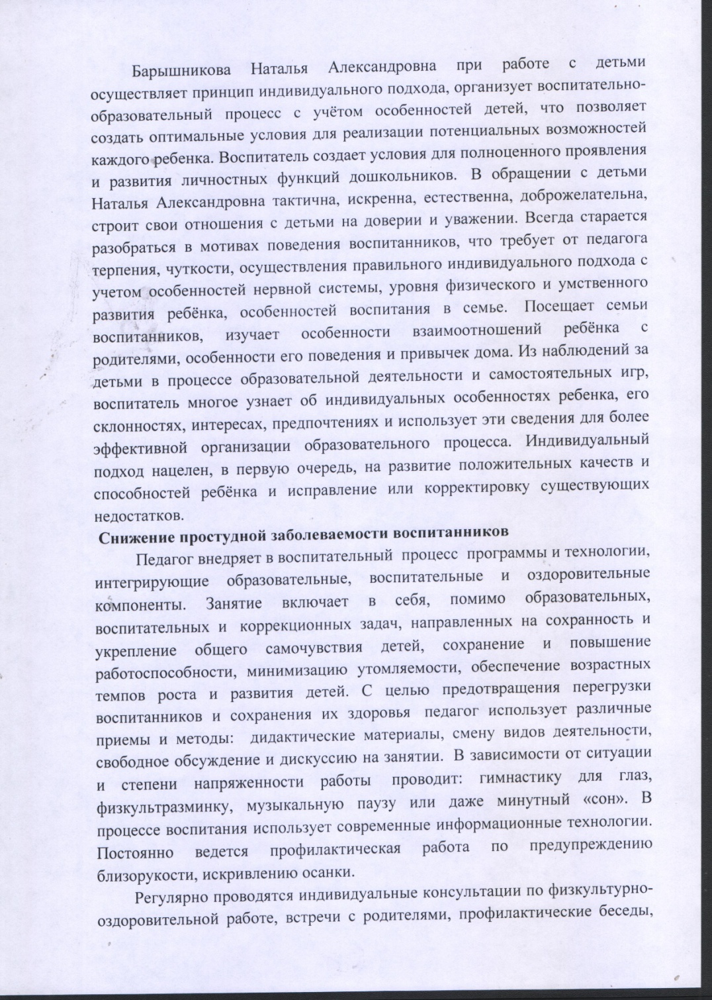 Барышникова Наталья Александровна при работе с детьми
осуществляет принцип индивидуального подхода, организует воспитательно-
образовательный процесс с учётом особенностей детей, что позволяет
создать оптимальные условия для реализации потенциальных возможностей
каждого ребенка. Воспитатель создает условия для полноценного проявления
и развития личностных функций дошкольников. В обращении с детьми
Наталья Александровна тактична, искренна, естественна, доброжелательна,
строит свои отношения с детьми на доверии и уважении. Всегда старается
разобраться в мотивах поведения воспитанников, что требует от педагога
терпения, чуткости, осуществления правильного индивидуального подхода с
учетом особенностей нервной системы, уровня физического и умственного
развития ребёнка, особенностей воспитания в семье. Посещает семьи
воспитанников, изучает особенности взаимоотношений ребёнка с
родителями, особенности его поведения и привычек дома. Из наблюдений за
детьми в процессе образовательной деятельности и самостоятельных игр,
воспитатель многое узнает об индивидуальных особенностях ребенка, его
склонностях, интересах, предпочтениях и использует эти сведения для более
эффективной организации образовательного процесса. Индивидуальный
подход нацелен, в первую очередь, на развитие положительных качеств и
способностей ребёнка и исправление или корректировку существующих
недостатков.
Снижение простудной заболеваемости воспитанников
Педагог внедряет в воспитательный процесс программы и технологии,
интегрирующие образовательные, воспитательные и оздоровительные
компоненты. Занятие включает в себя, помимо образовательных,
воспитательных и коррекционных задач, направленных на сохранность и
укрепление общего самочувствия детей, сохранение и повышение
работоспособности, минимизацию утомляемости, обеспечение возрастных
темпов роста и развития детей. С целью предотвращения перегрузки
воспитанников и сохранения их здоровья педагог использует различные
приемы и методы: дидактические материалы, смену видов деятельности,
свободное обсуждение и дискуссию на занятии. В зависимости от ситуации
и степени напряженности работы проводит: гимнастику для глаз,
физкультразминку, музыкальную паузу или даже минутный «сон». В
процессе воспитания использует современные информационные технологии.
Постоянно ведется профилактическая работа по предупреждению
близорукости, искривлению осанки.
Регулярно проводятся индивидуальные консультации по физкультурно-
оздоровительной работе, встречи с родителями, профилактические беседы,